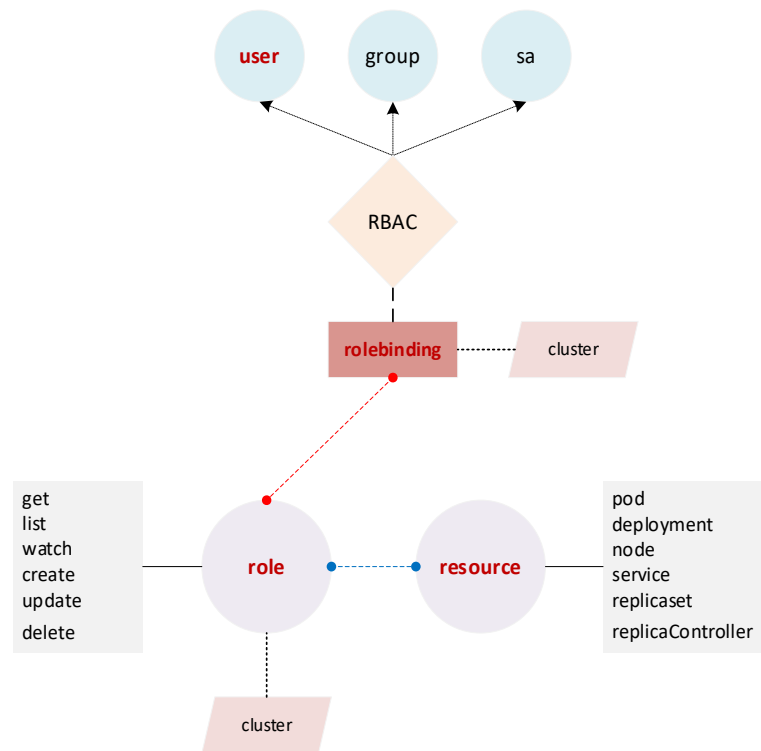 user
group
sa
RBAC
rolebinding
cluster
get
list
watch
create
update
delete
role
resource
pod
deployment
node
service
replicaset
replicaController
cluster